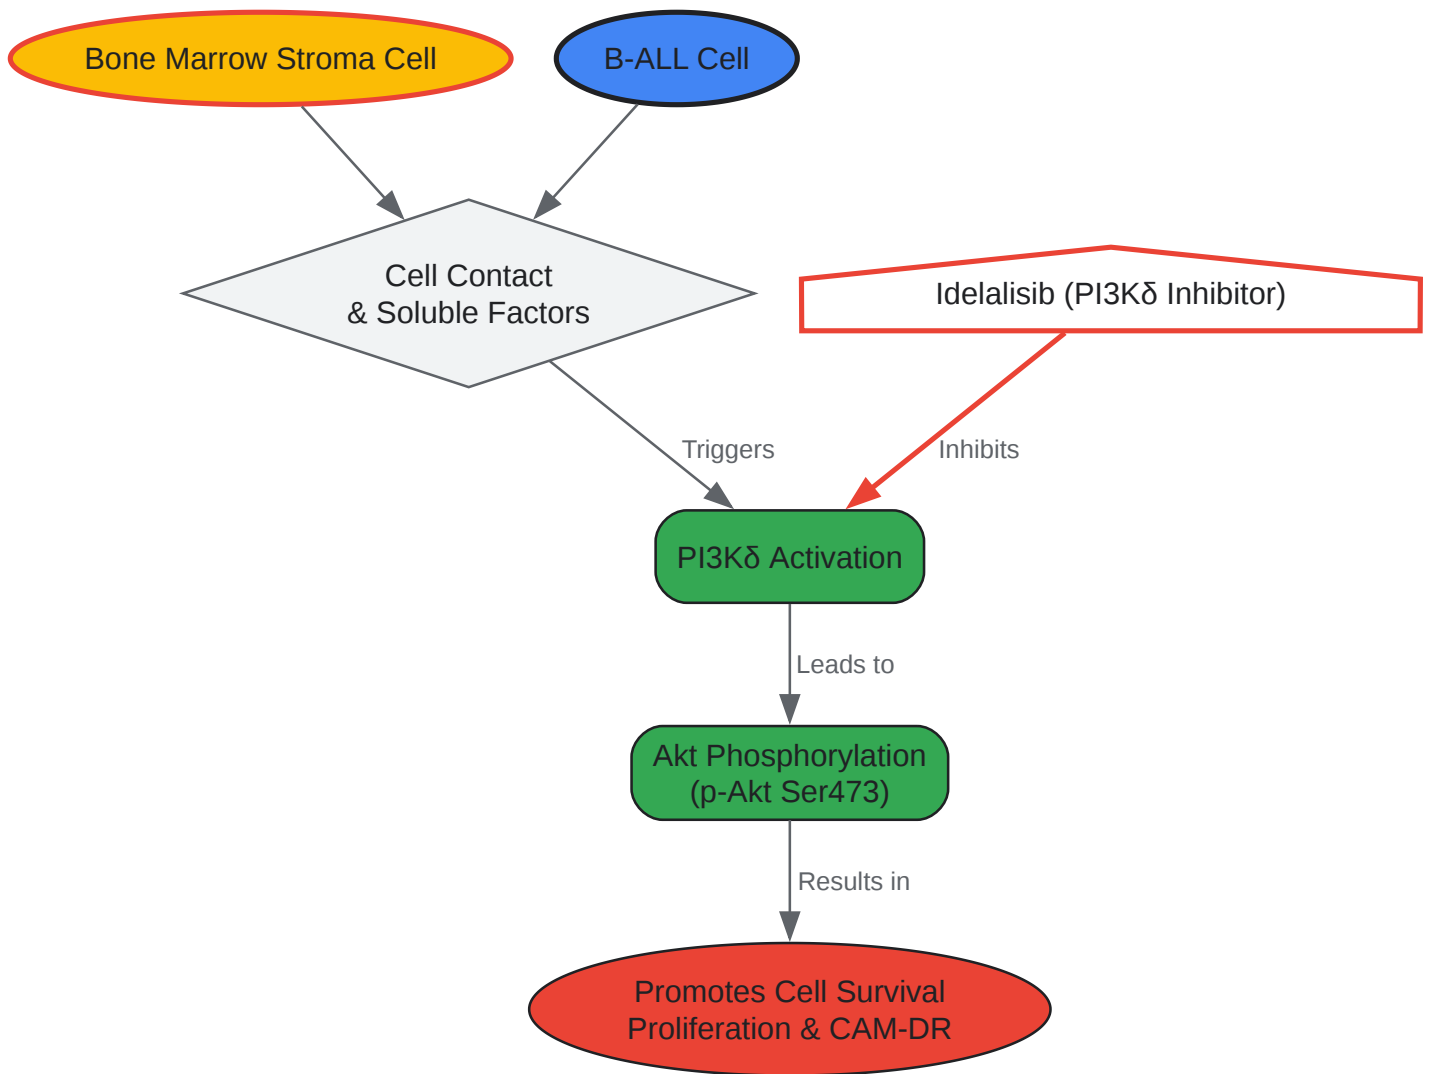 Bone Marrow Stroma Cell
B-ALL Cell
Cell Contact
& Soluble Factors
Idelalisib (PI3Kδ Inhibitor)
Triggers
Inhibits
PI3Kδ Activation
Leads to
Akt Phosphorylation
(p-Akt Ser473)
Results in
Promotes Cell Survival
Proliferation & CAM-DR